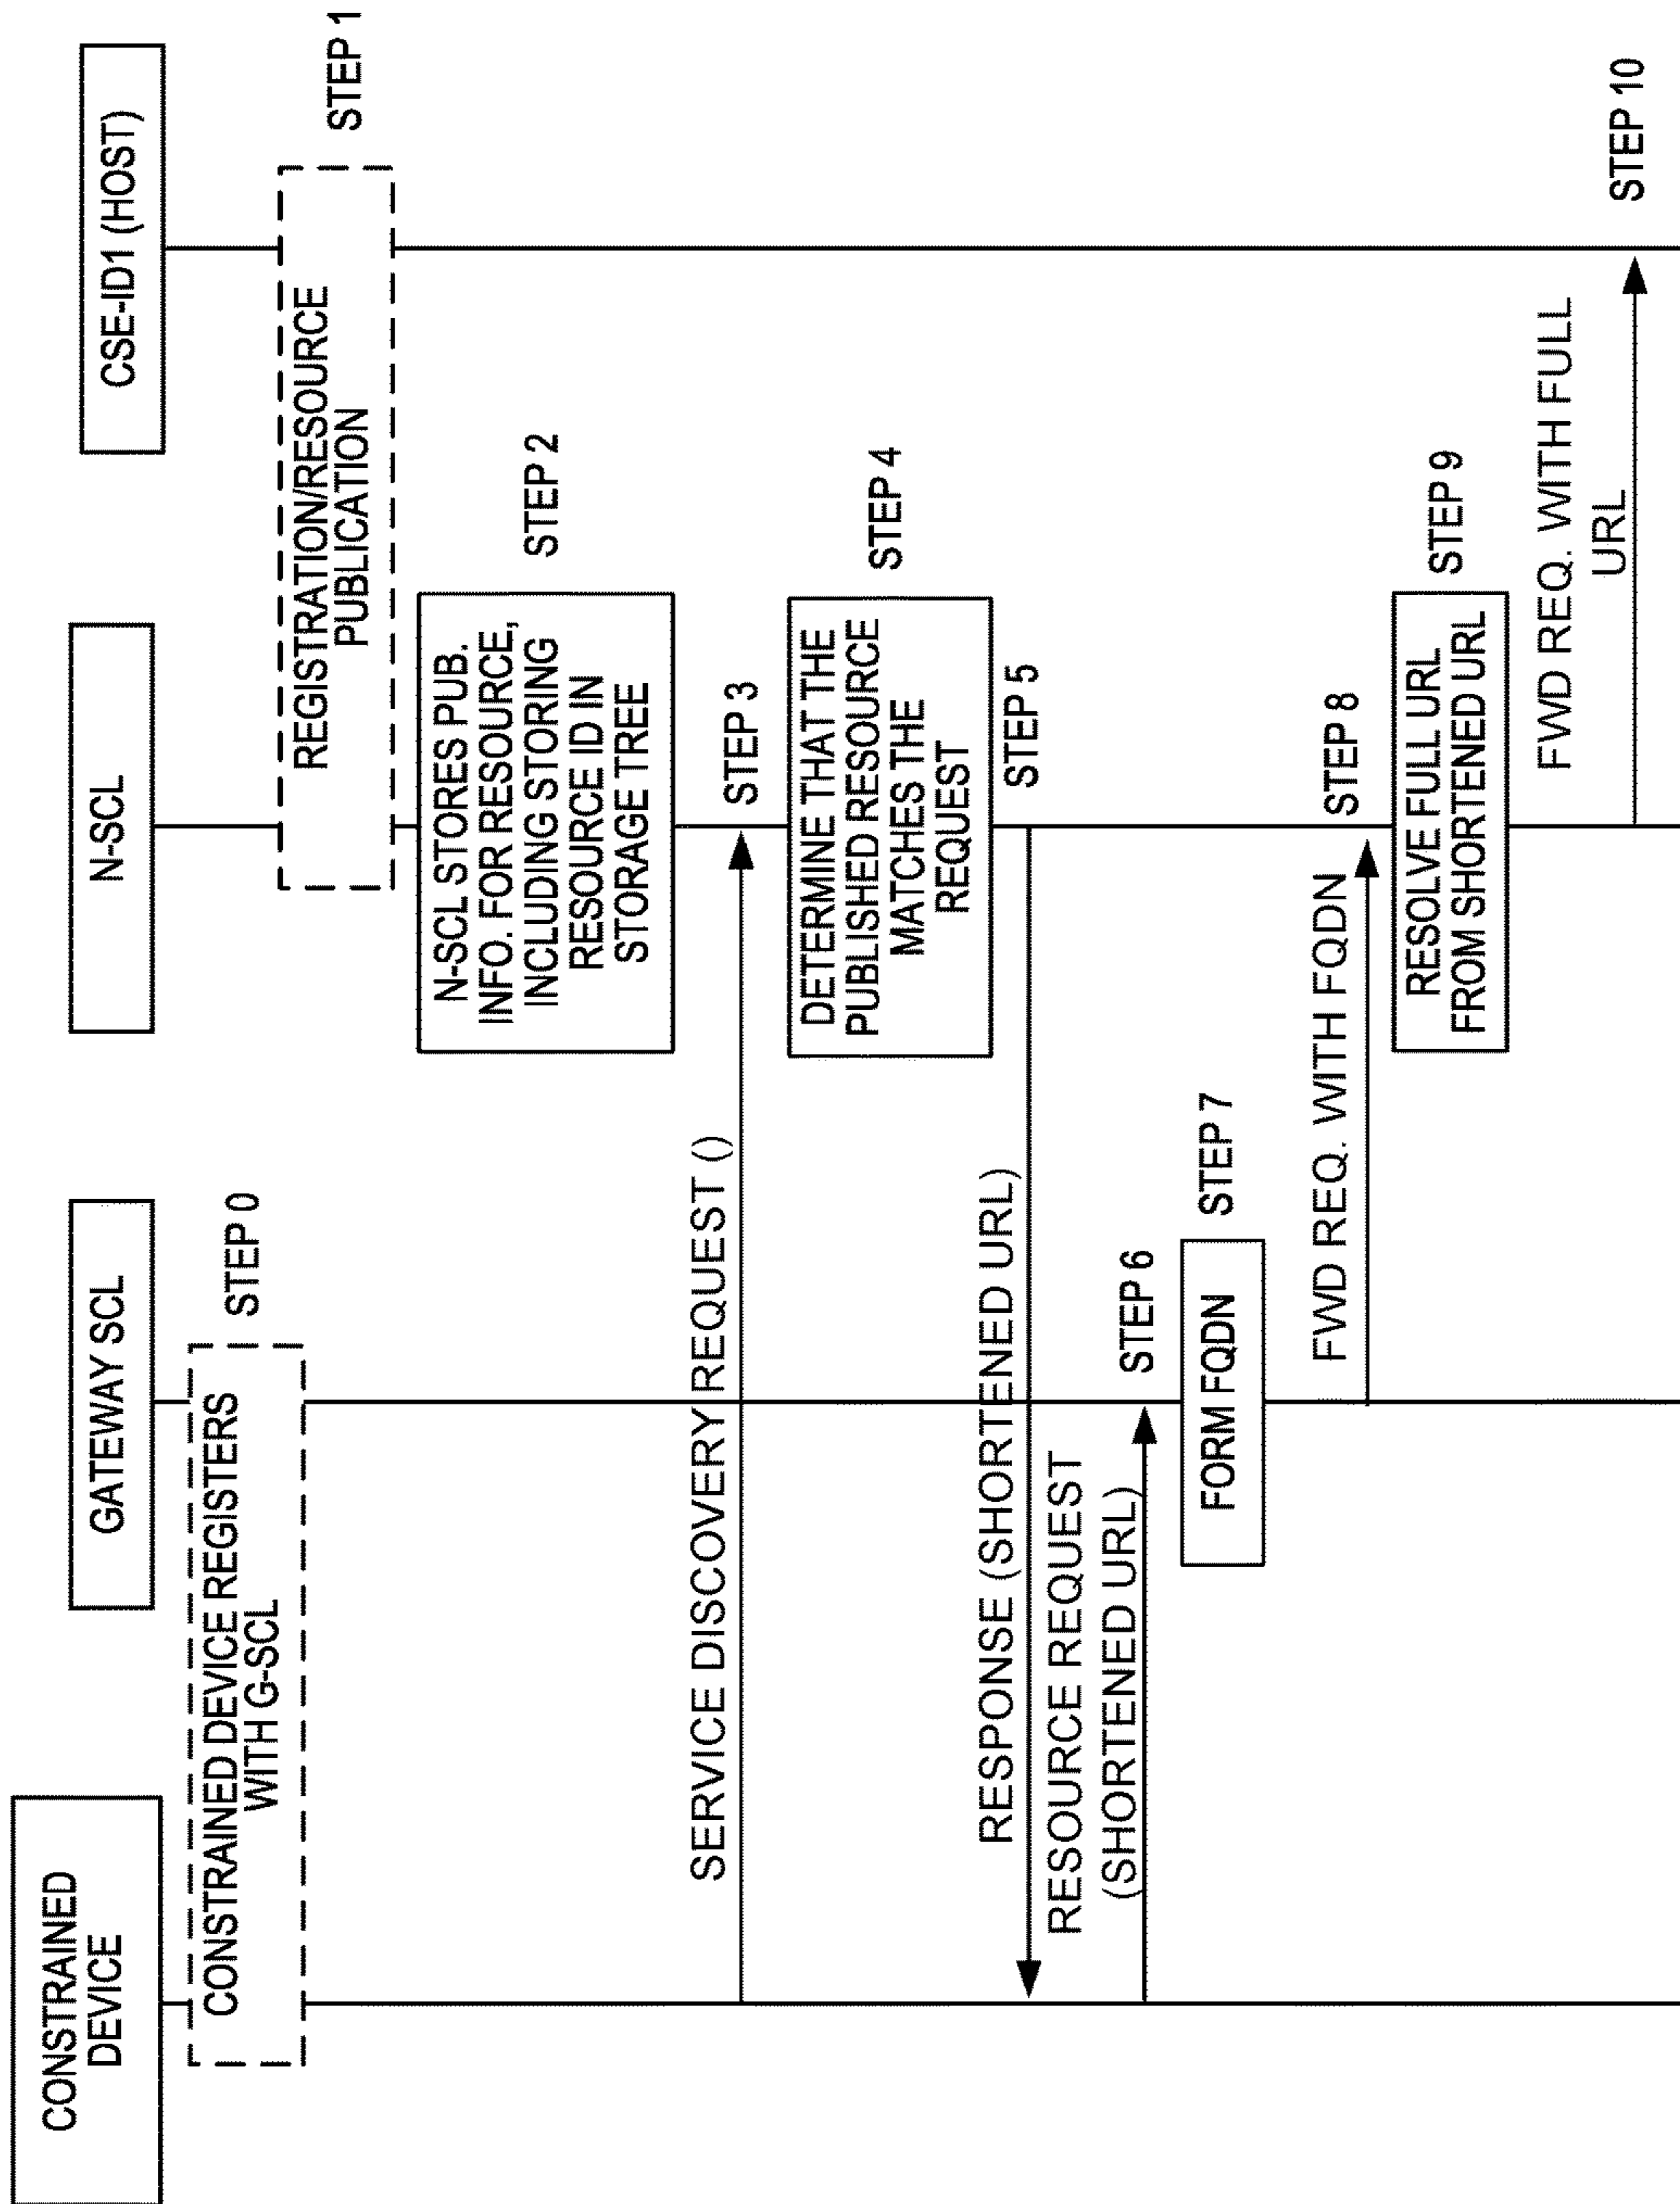 CONSTRAINED
DEVICE
GATEWAY SCL
N-SCL
CSE-ID1 (HOST)
CONSTRAINED DEVICE REGISTERS
WITH G-SCL
STEP 0
REGISTRATION/RESOURCE
PUBLICATION
STEP 1
N-SCL STORES PUB.
INFO. FOR RESOURCE,
INCLUDING STORING
RESOURCE ID IN
STORAGE TREE
STEP 2
SERVICE DISCOVERY REQUEST ()
STEP 3
DETERMINE THAT THE
PUBLISHED RESOURCE
MATCHES THE
REQUEST
STEP 4
RESPONSE (SHORTENED URL)
STEP 5
RESOURCE REQUEST
(SHORTENED URL)
STEP 6
FORM FQDN
STEP 7
FWD REQ. WITH FQDN
STEP 8
RESOLVE FULL URL
FROM SHORTENED URL
STEP 9
FWD REQ. WITH FULL
URL
STEP 10